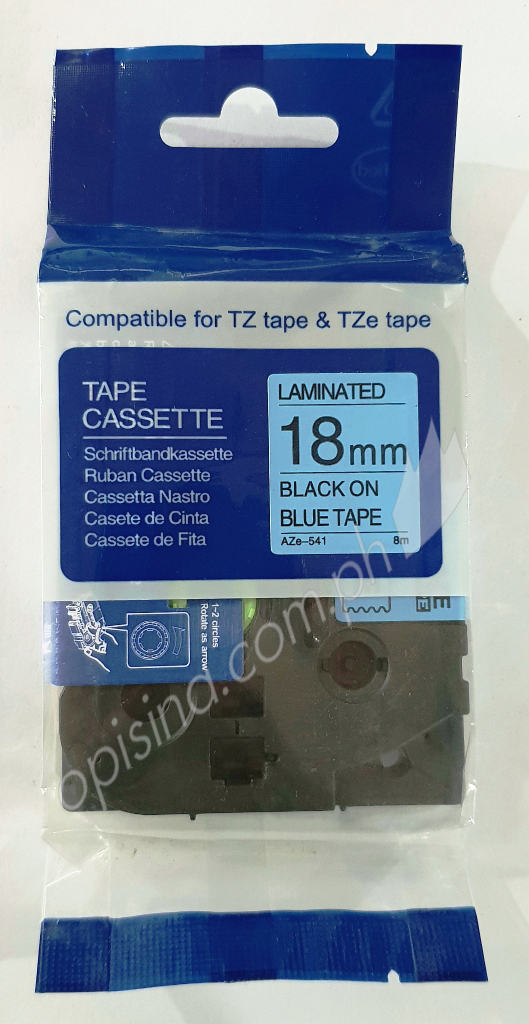 Compatible for TZ tape & TZe tape
TAPE
CASSETTE
Schriftbandkassette
Ruban Cassette
Cassetta Nastro
Casete de Cinta
Cassete de Fita
LAMINATED
18mm
BLACK ON
BLUE TAPE
AZe-541 8m
1~2 circles
Rotate as arrow
opisina.com.ph